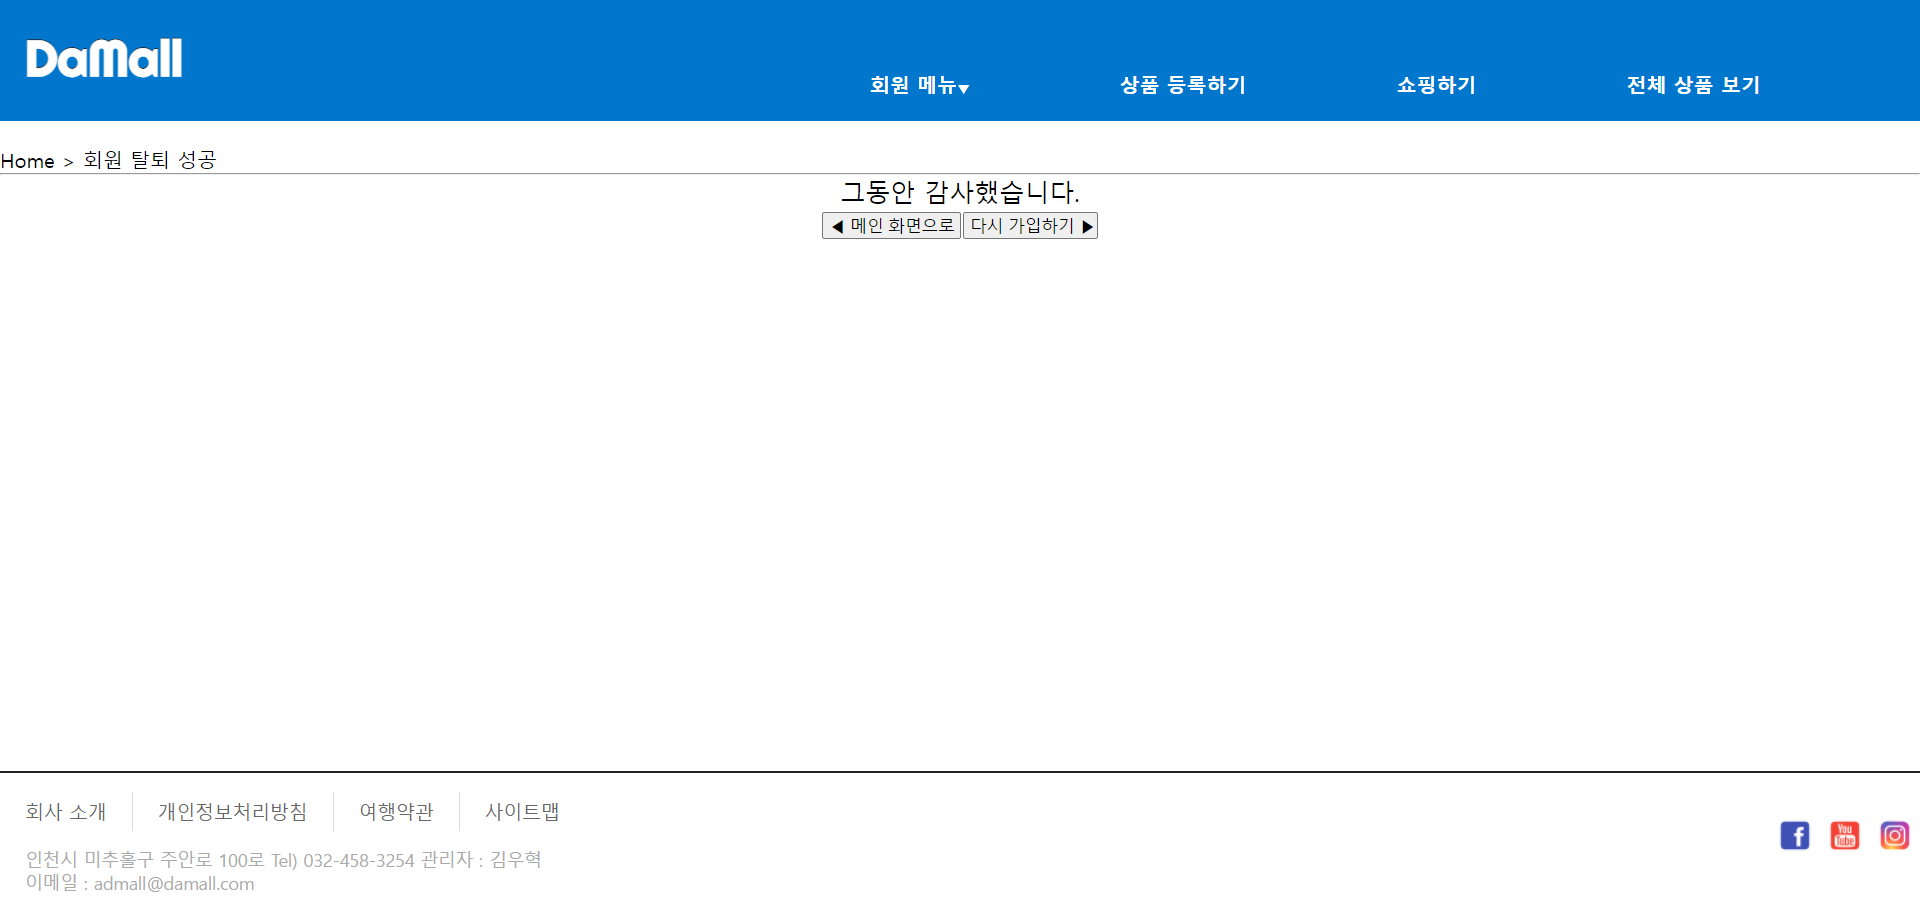 DaMall
회원 메뉴▼ 상품 등록하기 쇼핑하기 전체 상품 보기
Home > 회원 탈퇴 성공
그동안 감사했습니다.
◀ 메인 화면으로 다시 가입하기 ▶
회사 소개 개인정보처리방침 여행약관 사이트맵
인천시 미추홀구 주안로 100로 Tel) 032-458-3254 관리자 : 김우혁
이메일 : admall@damall.com
You Tube